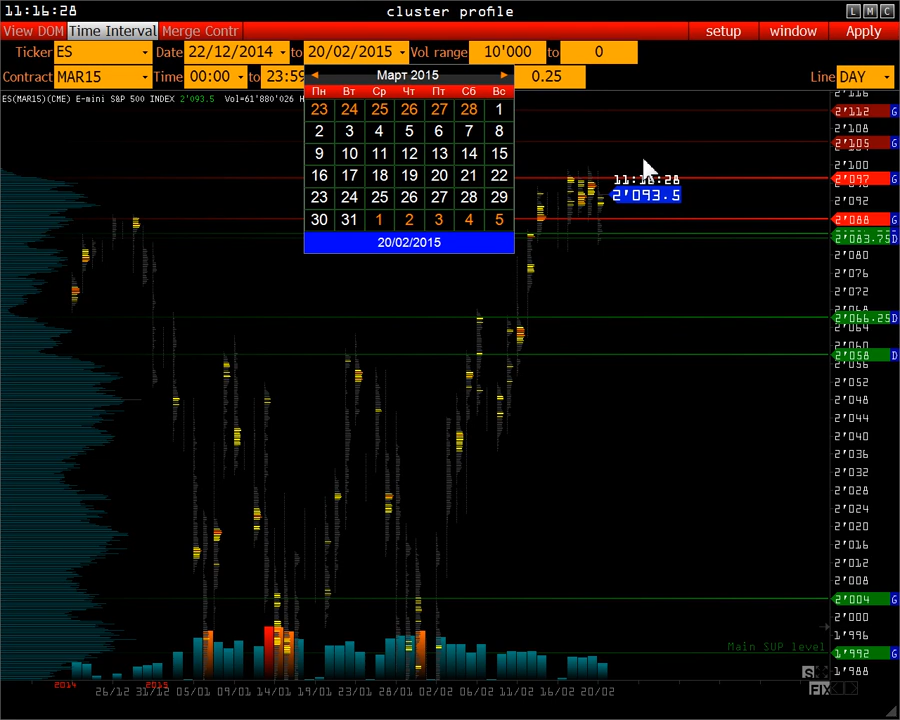 11:16:28 cluster profile L M C
View DOM Time Interval Merge Contr setup window Apply
Ticker ES Date 22/12/2014 to 20/02/2015 Vol range 10'000 to 0
Contract MAR15 Time 00:00 to 23:59 0.25 Line DAY
ES(MAR15)(CME) E-mini S&P 500 INDEX 2'093.5 Vol=61'880'026 H
Март 2015
Пн Вт Ср Чт Пт Сб Вс
23 24 25 26 27 28 1
2 3 4 5 6 7 8
9 10 11 12 13 14 15
16 17 18 19 20 21 22
23 24 25 26 27 28 29
30 31 1 2 3 4 5
20/02/2015
11:16:28
2'093.5
2'116
2'112 G
2'108
2'105 G
2'100
2'097 G
2'092
2'088 G
2'083.75 D
2'080
2'076
2'072
2'068
2'066.25 D
2'064
2'060
2'058 D
2'056
2'052
2'048
2'044
2'040
2'036
2'032
2'028
2'024
2'020
2'016
2'012
2'008
2'004 G
2'000
1'996
Main SUP level
1'992 G
1'988
S
FIX
2014 2015
26/12 31/12 05/01 09/01 14/01 19/01 23/01 28/01 02/02 06/02 11/02 16/02 20/02